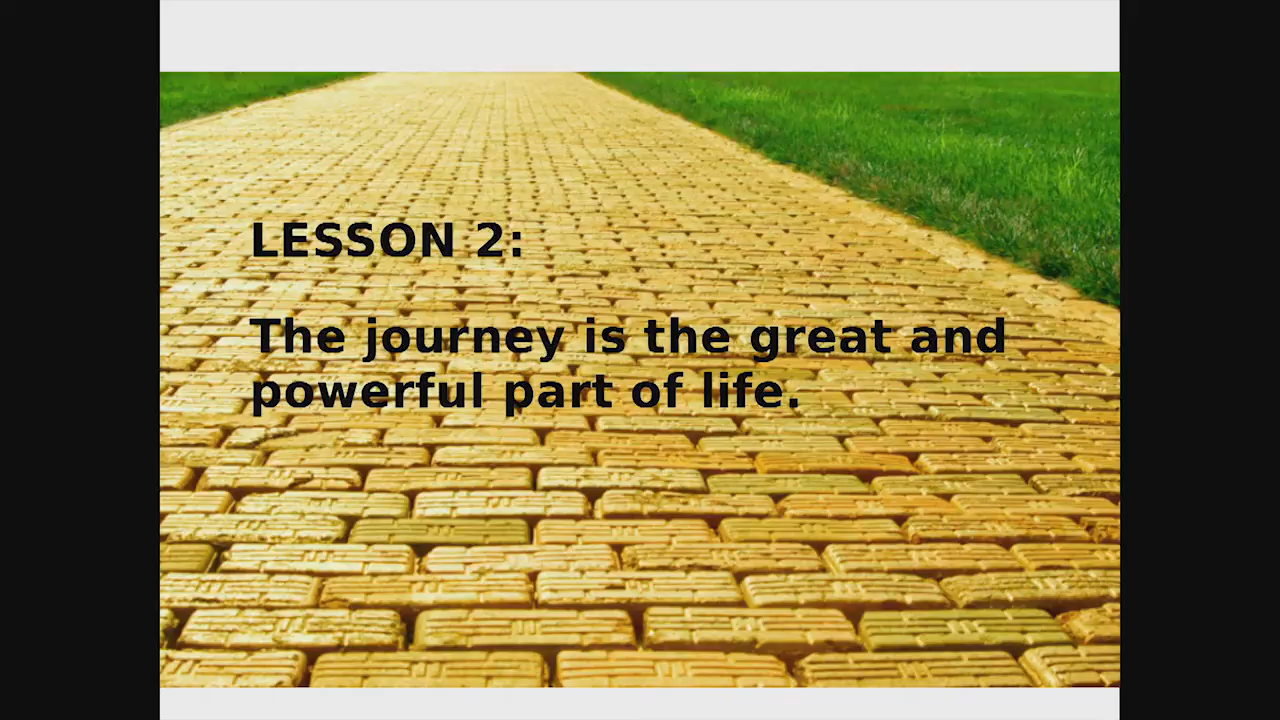 LESSON 2:
The journey is the great and
powerful part of life.